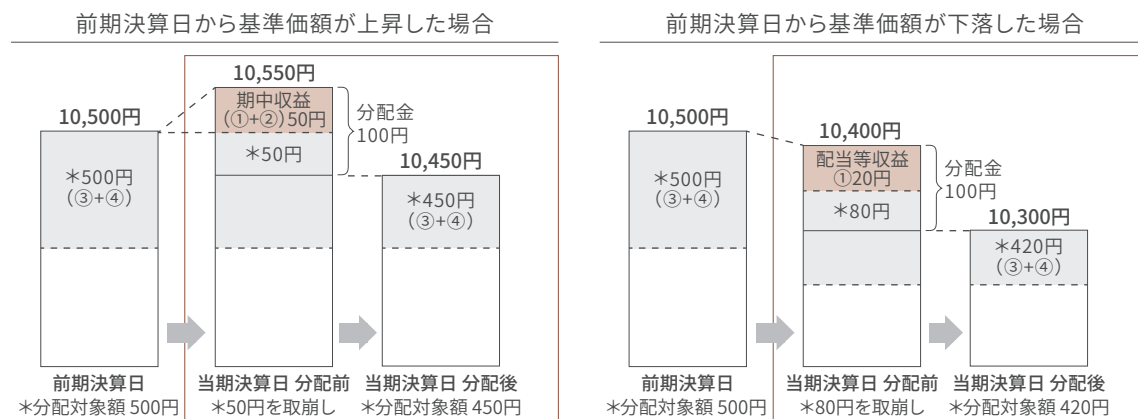 前期決算日から基準価額が上昇した場合
10,500円
＊500円
（③+④）
10,550円
期中収益
（①+②）50円
＊50円
分配金
100円
10,450円
＊450円
（③+④）
前期決算日
＊分配対象額 500円
当期決算日 分配前
＊50円を取崩し
当期決算日 分配後
＊分配対象額 450円
前期決算日から基準価額が下落した場合
10,500円
＊500円
（③+④）
10,400円
配当等収益
①20円
＊80円
分配金
100円
10,300円
＊420円
（③+④）
前期決算日
＊分配対象額 500円
当期決算日 分配前
＊80円を取崩し
当期決算日 分配後
＊分配対象額 420円